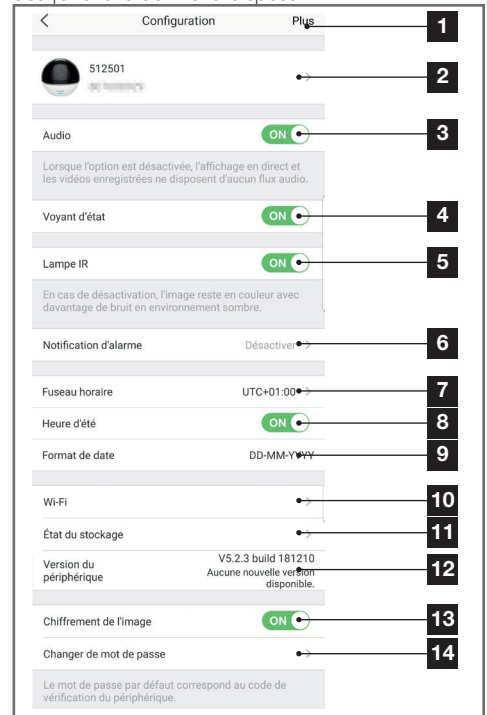 Configuration Plus 1
512501 2
Audio ON 3
Lorsque l'option est désactivée, l'affichage en direct et
les vidéos enregistrées ne disposent d'aucun flux audio.
Voyant d'état ON 4
Lampe IR ON 5
En cas de désactivation, l'image reste en couleur avec
davantage de bruit en environnement sombre.
Notification d'alarme Désactiver 6
Fuseau horaire UTC+01:00 7
Heure d'été ON 8
Format de date DD-MM-YYYY 9
Wi-Fi 10
État du stockage 11
Version du
périphérique
V5.2.3 build 181210
Aucune nouvelle version
disponible.
12
Chiffrement de l'image ON 13
Changer de mot de passe 14
Le mot de passe par défaut correspond au code de
vérification du périphérique.